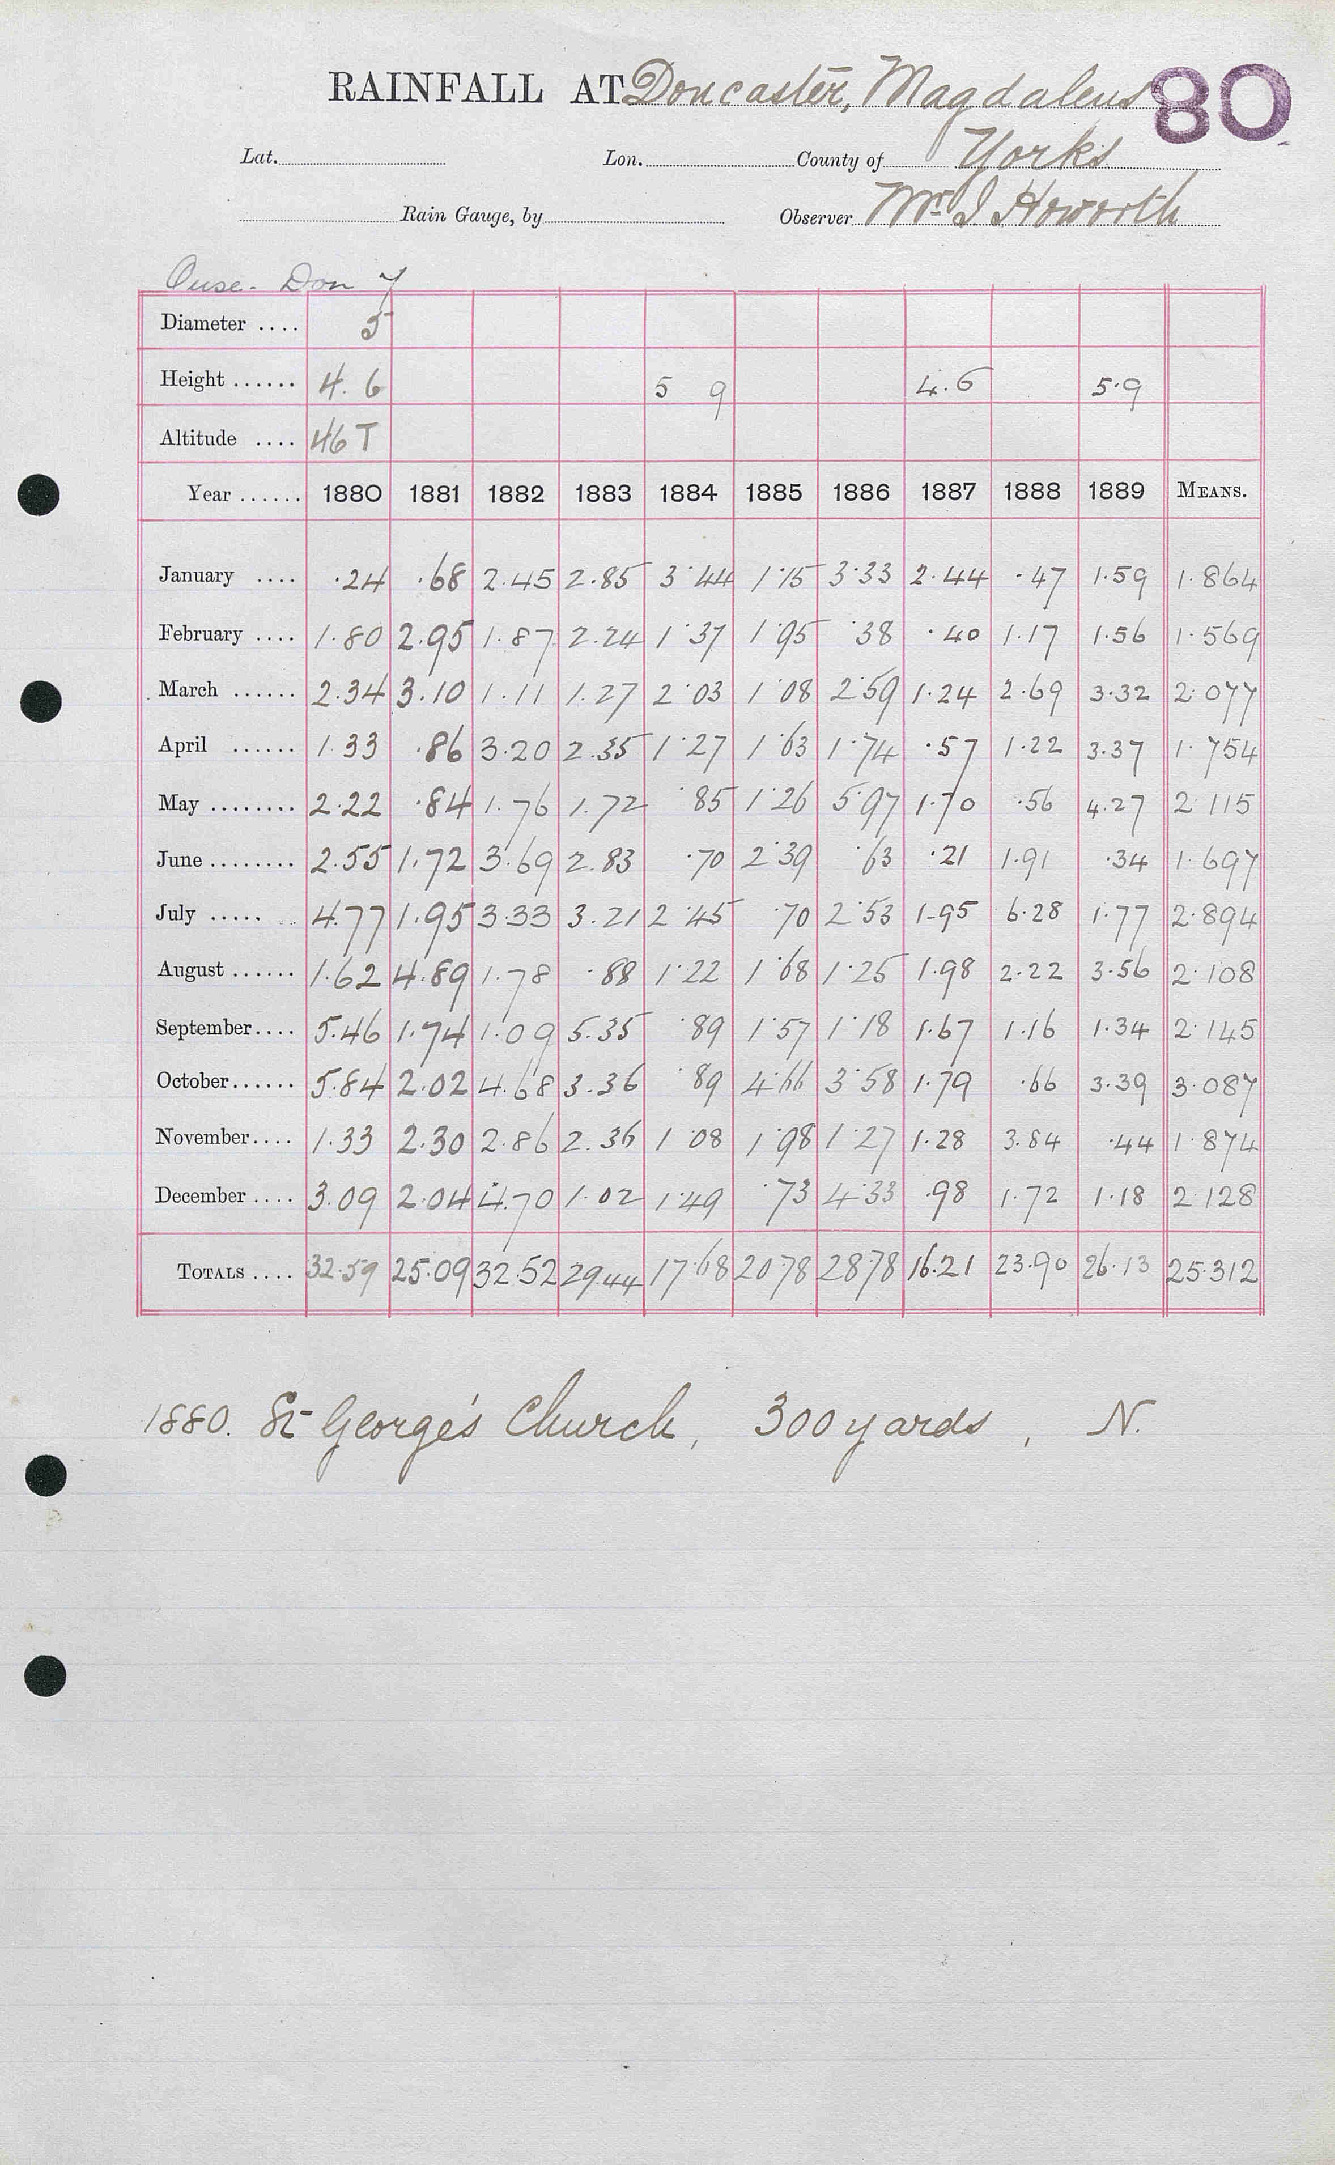 RAINFALL AT Doncaster, Magdalens 80
Lat. Lon. County of Yorks
Rain Gauge, by Observer Mr. J Howorth
Ouse - Don 7
Diameter .... 5
Height ...... 4.6 5 9 4.6 5.9
Altitude .... 46 T
Year ...... 1880 1881 1882 1883 1884 1885 1886 1887 1888 1889 MEANS.
January .... .24 .68 2.45 2.85 3.44 1.15 3.33 2.44 .47 1.59 1.864
February .... 1.80 2.95 1.87 2.24 1.37 1.95 .38 .40 1.17 1.56 1.569
March ...... 2.34 3.10 1.11 1.27 2.03 1.08 2.59 1.24 2.69 3.32 2.077
April ...... 1.33 .86 3.20 2.35 1.27 1.63 1.74 .57 1.22 3.37 1.754
May ........ 2.22 .84 1.76 1.72 .85 1.26 5.97 1.70 .56 4.27 2.115
June ........ 2.55 1.72 3.69 2.83 .70 2.39 .63 .21 1.91 .34 1.697
July ..... 4.77 1.95 3.33 3.21 2.45 .70 2.53 1.95 6.28 1.77 2.894
August ...... 1.62 4.89 1.78 .88 1.22 1.68 1.25 1.98 2.22 3.56 2.108
September.... 5.46 1.74 1.09 5.35 .89 1.57 1.18 1.67 1.16 1.34 2.145
October...... 5.84 2.02 4.68 3.36 .89 4.66 3.58 1.79 .66 3.39 3.087
November.... 1.33 2.30 2.86 2.36 1.08 1.98 1.27 1.28 3.84 .44 1.874
December .... 3.09 2.04 4.70 1.02 1.49 .73 4.33 .98 1.72 1.18 2.128
TOTALS .... 32.59 25.09 32.52 29.44 17.68 20.78 28.78 16.21 23.90 26.13 25.312
1880. St George's Church, 300 yards, N.